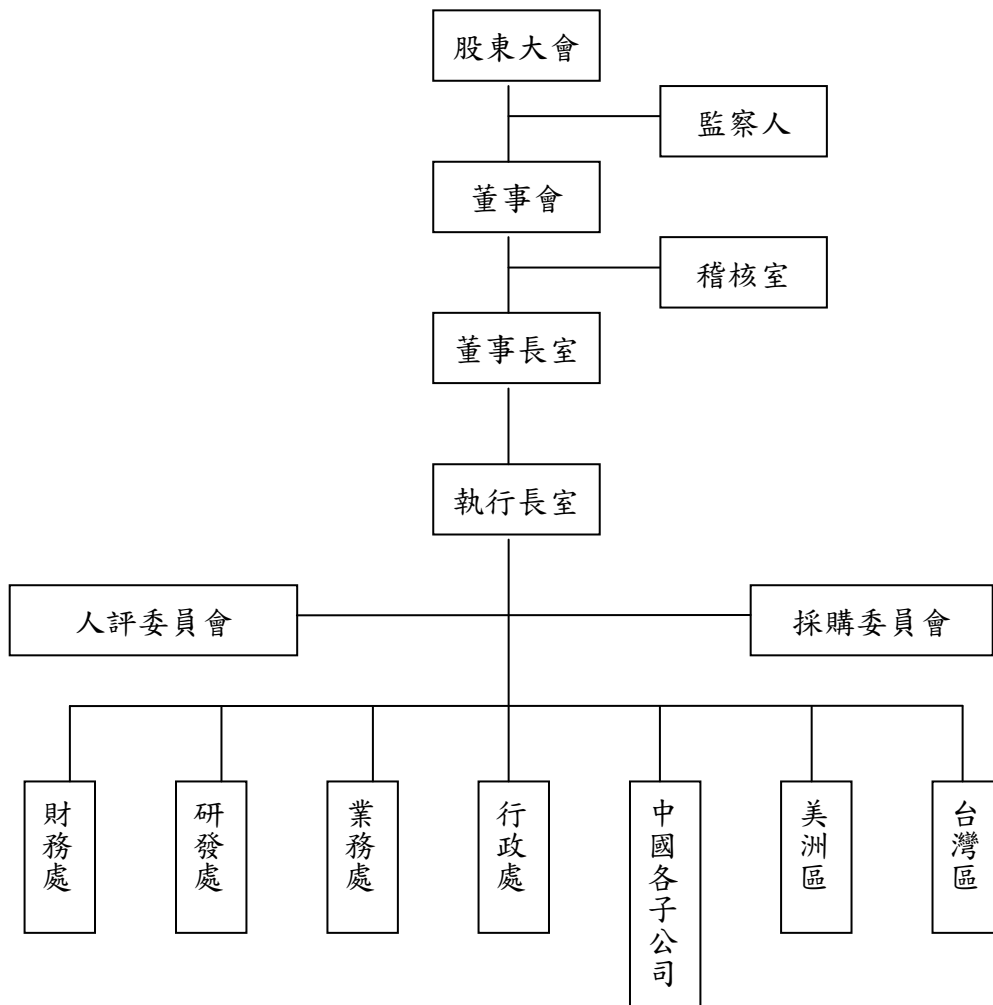 股東大會
監察人
董事會
稽核室
董事長室
執行長室
人評委員會
採購委員會
財務處
研發處
業務處
行政處
中國各子公司
美洲區
台灣區